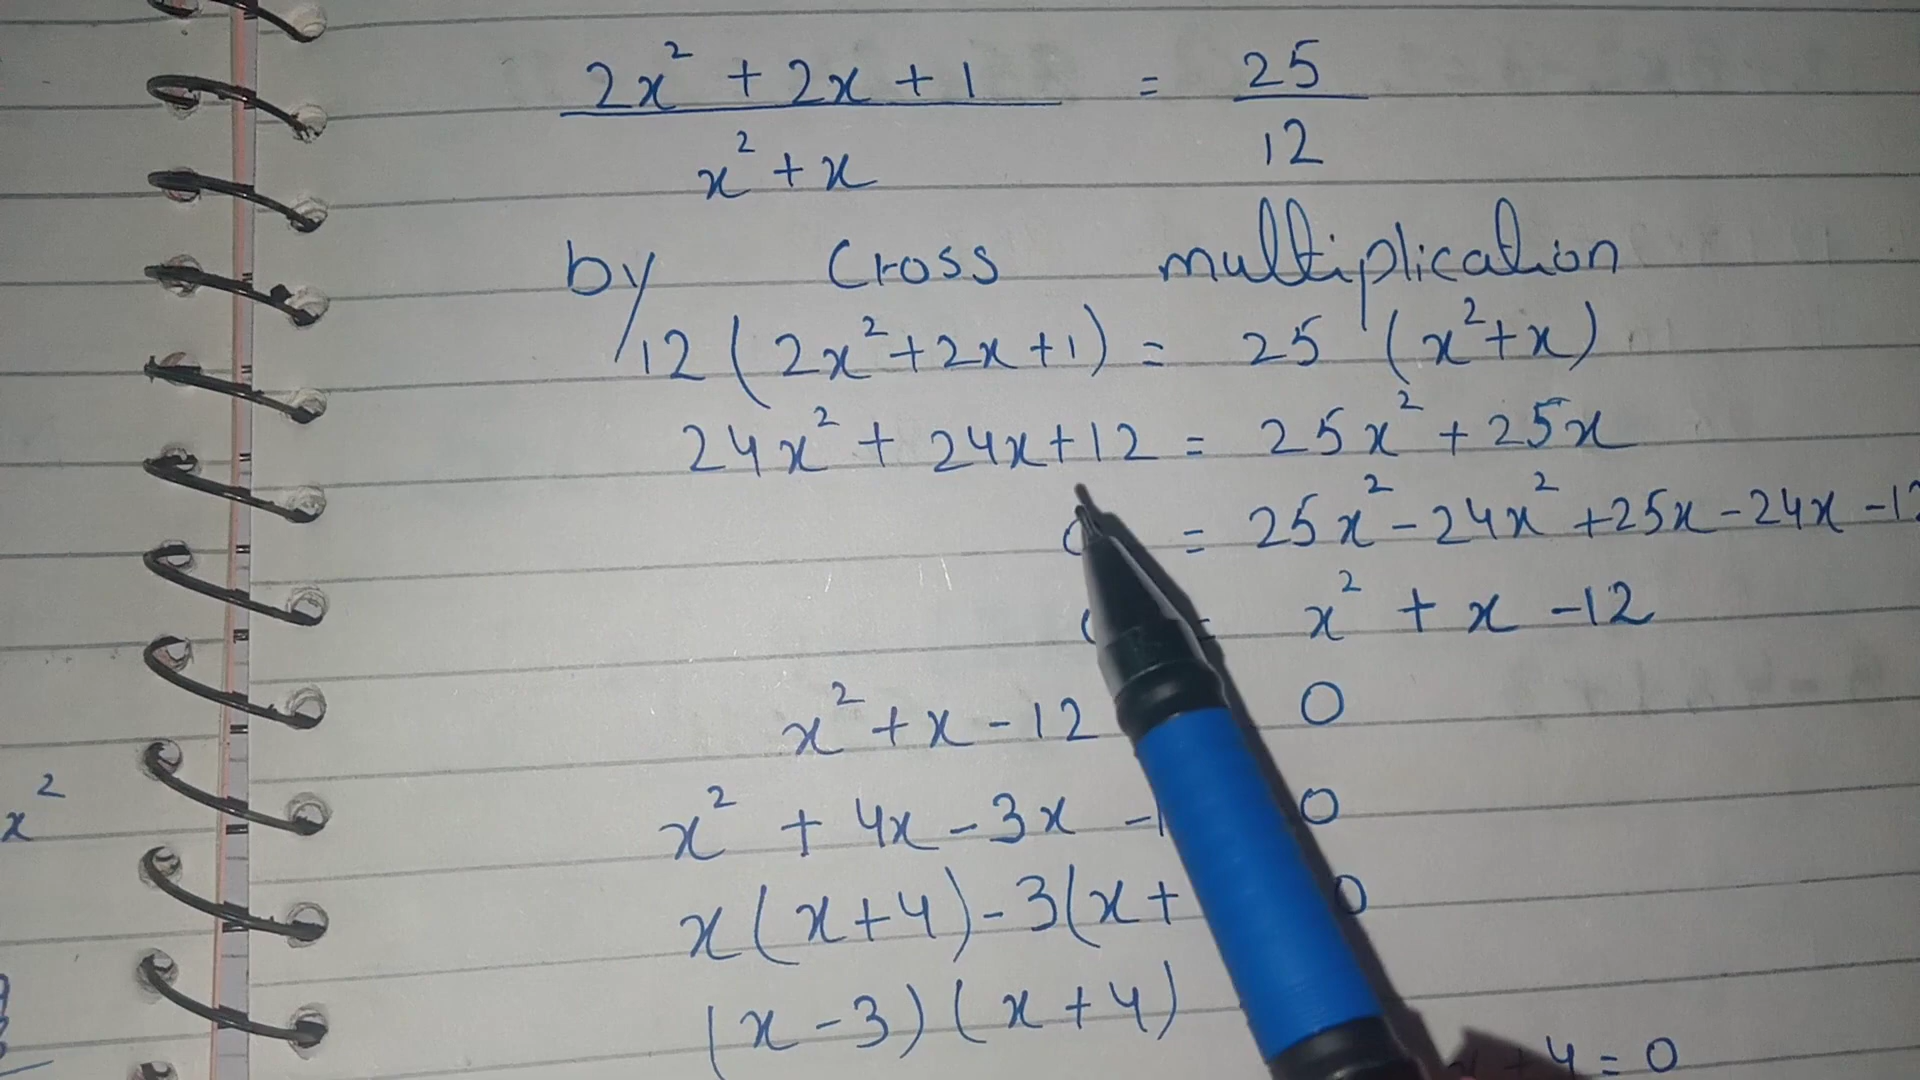 2x² + 2x + 1 = 25
x² + x 12
by Cross multiplication
12 (2x² + 2x + 1) = 25 (x² + x)
24x² + 24x + 12 = 25x² + 25x
= 25x² - 24x² + 25x - 24x - 12
x² + x - 12
x² + x - 12 0
x² + 4x - 3x - 0
x (x + 4) - 3 (x + 0
(x - 3) (x + 4)
+ 4 = 0
x²